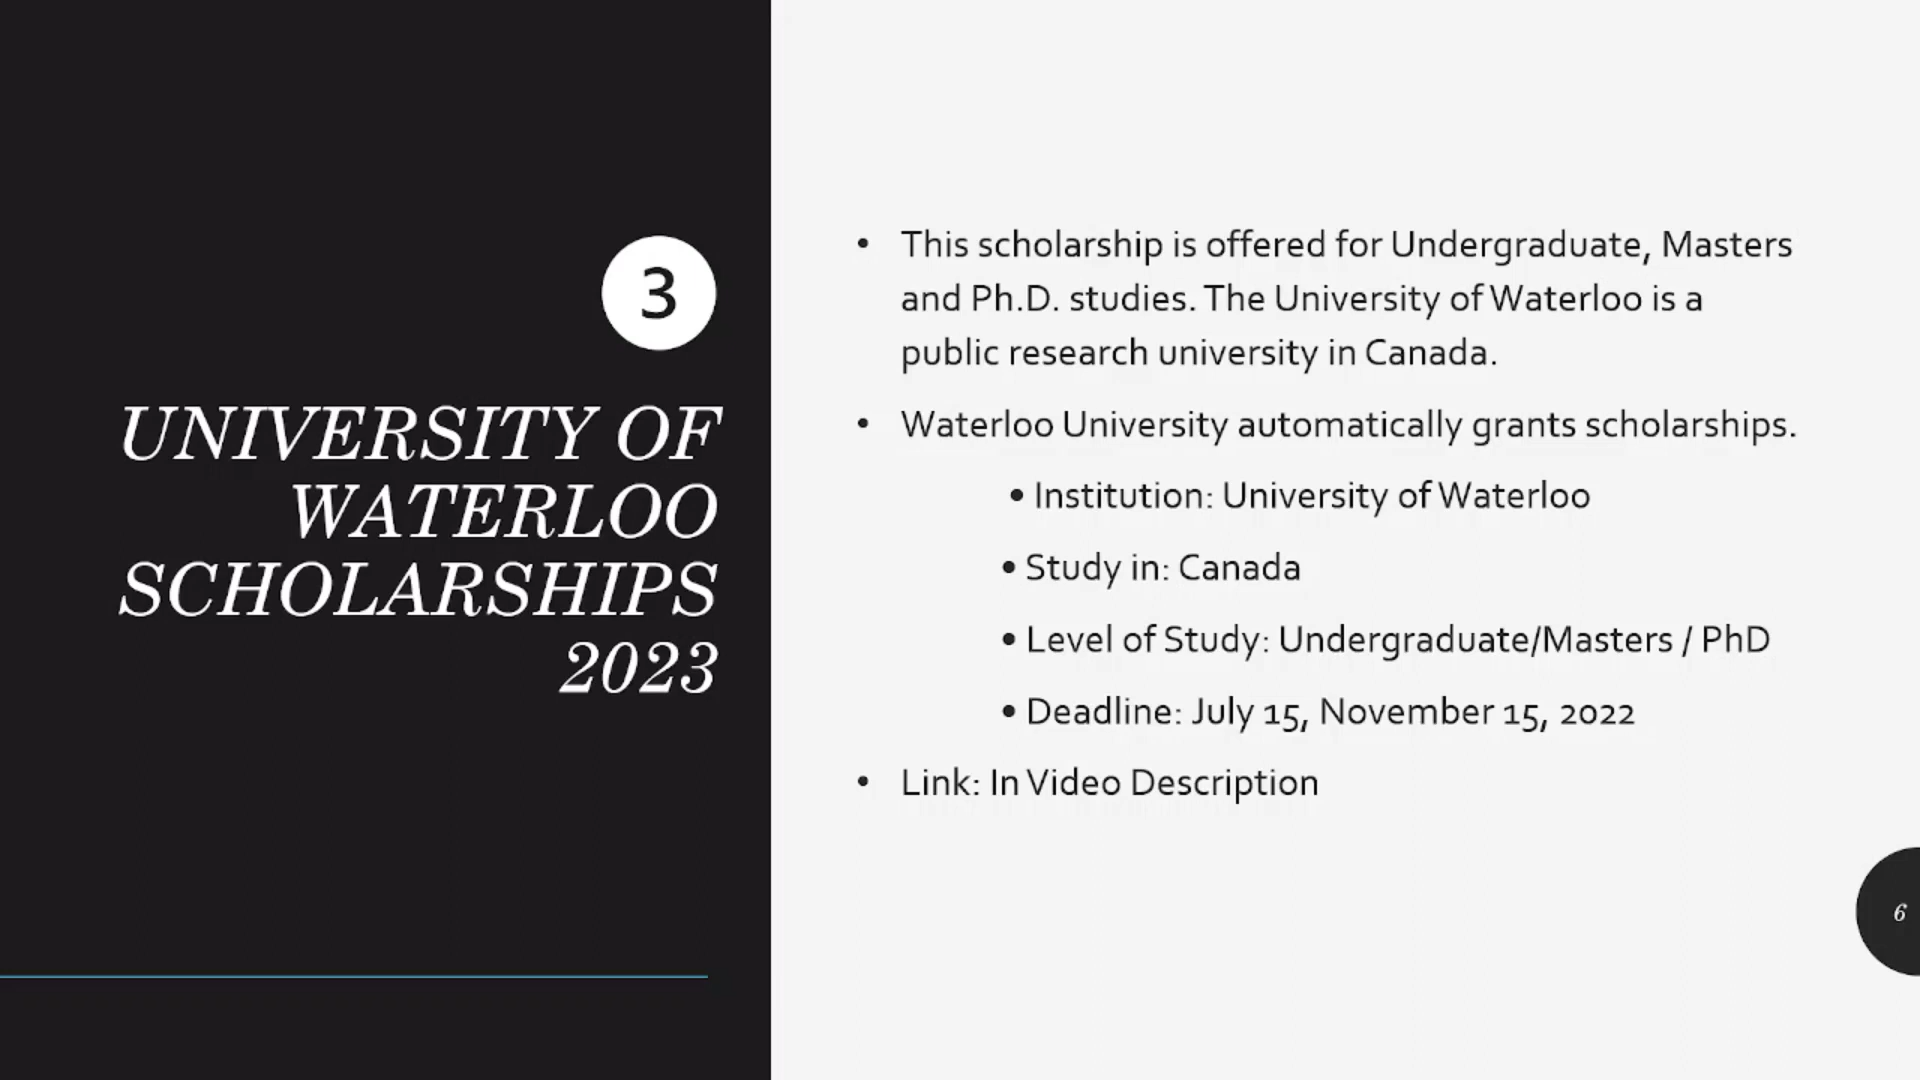 3
UNIVERSITY OF
WATERLOO
SCHOLARSHIPS
2023
• This scholarship is offered for Undergraduate, Masters
and Ph.D. studies. The University of Waterloo is a
public research university in Canada.
• Waterloo University automatically grants scholarships.
• Institution: University of Waterloo
• Study in: Canada
• Level of Study: Undergraduate/Masters / PhD
• Deadline: July 15, November 15, 2022
• Link: In Video Description
6